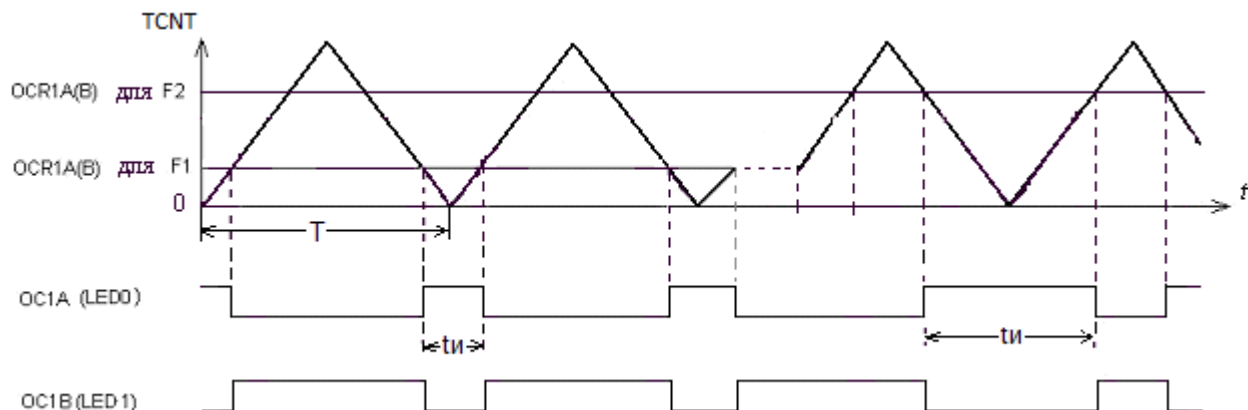 TCNT
OCR1A(B) для F2
OCR1A(B) для F1
0
t
T
OC1A (LED0)
tи
tи
OC1B(LED1)